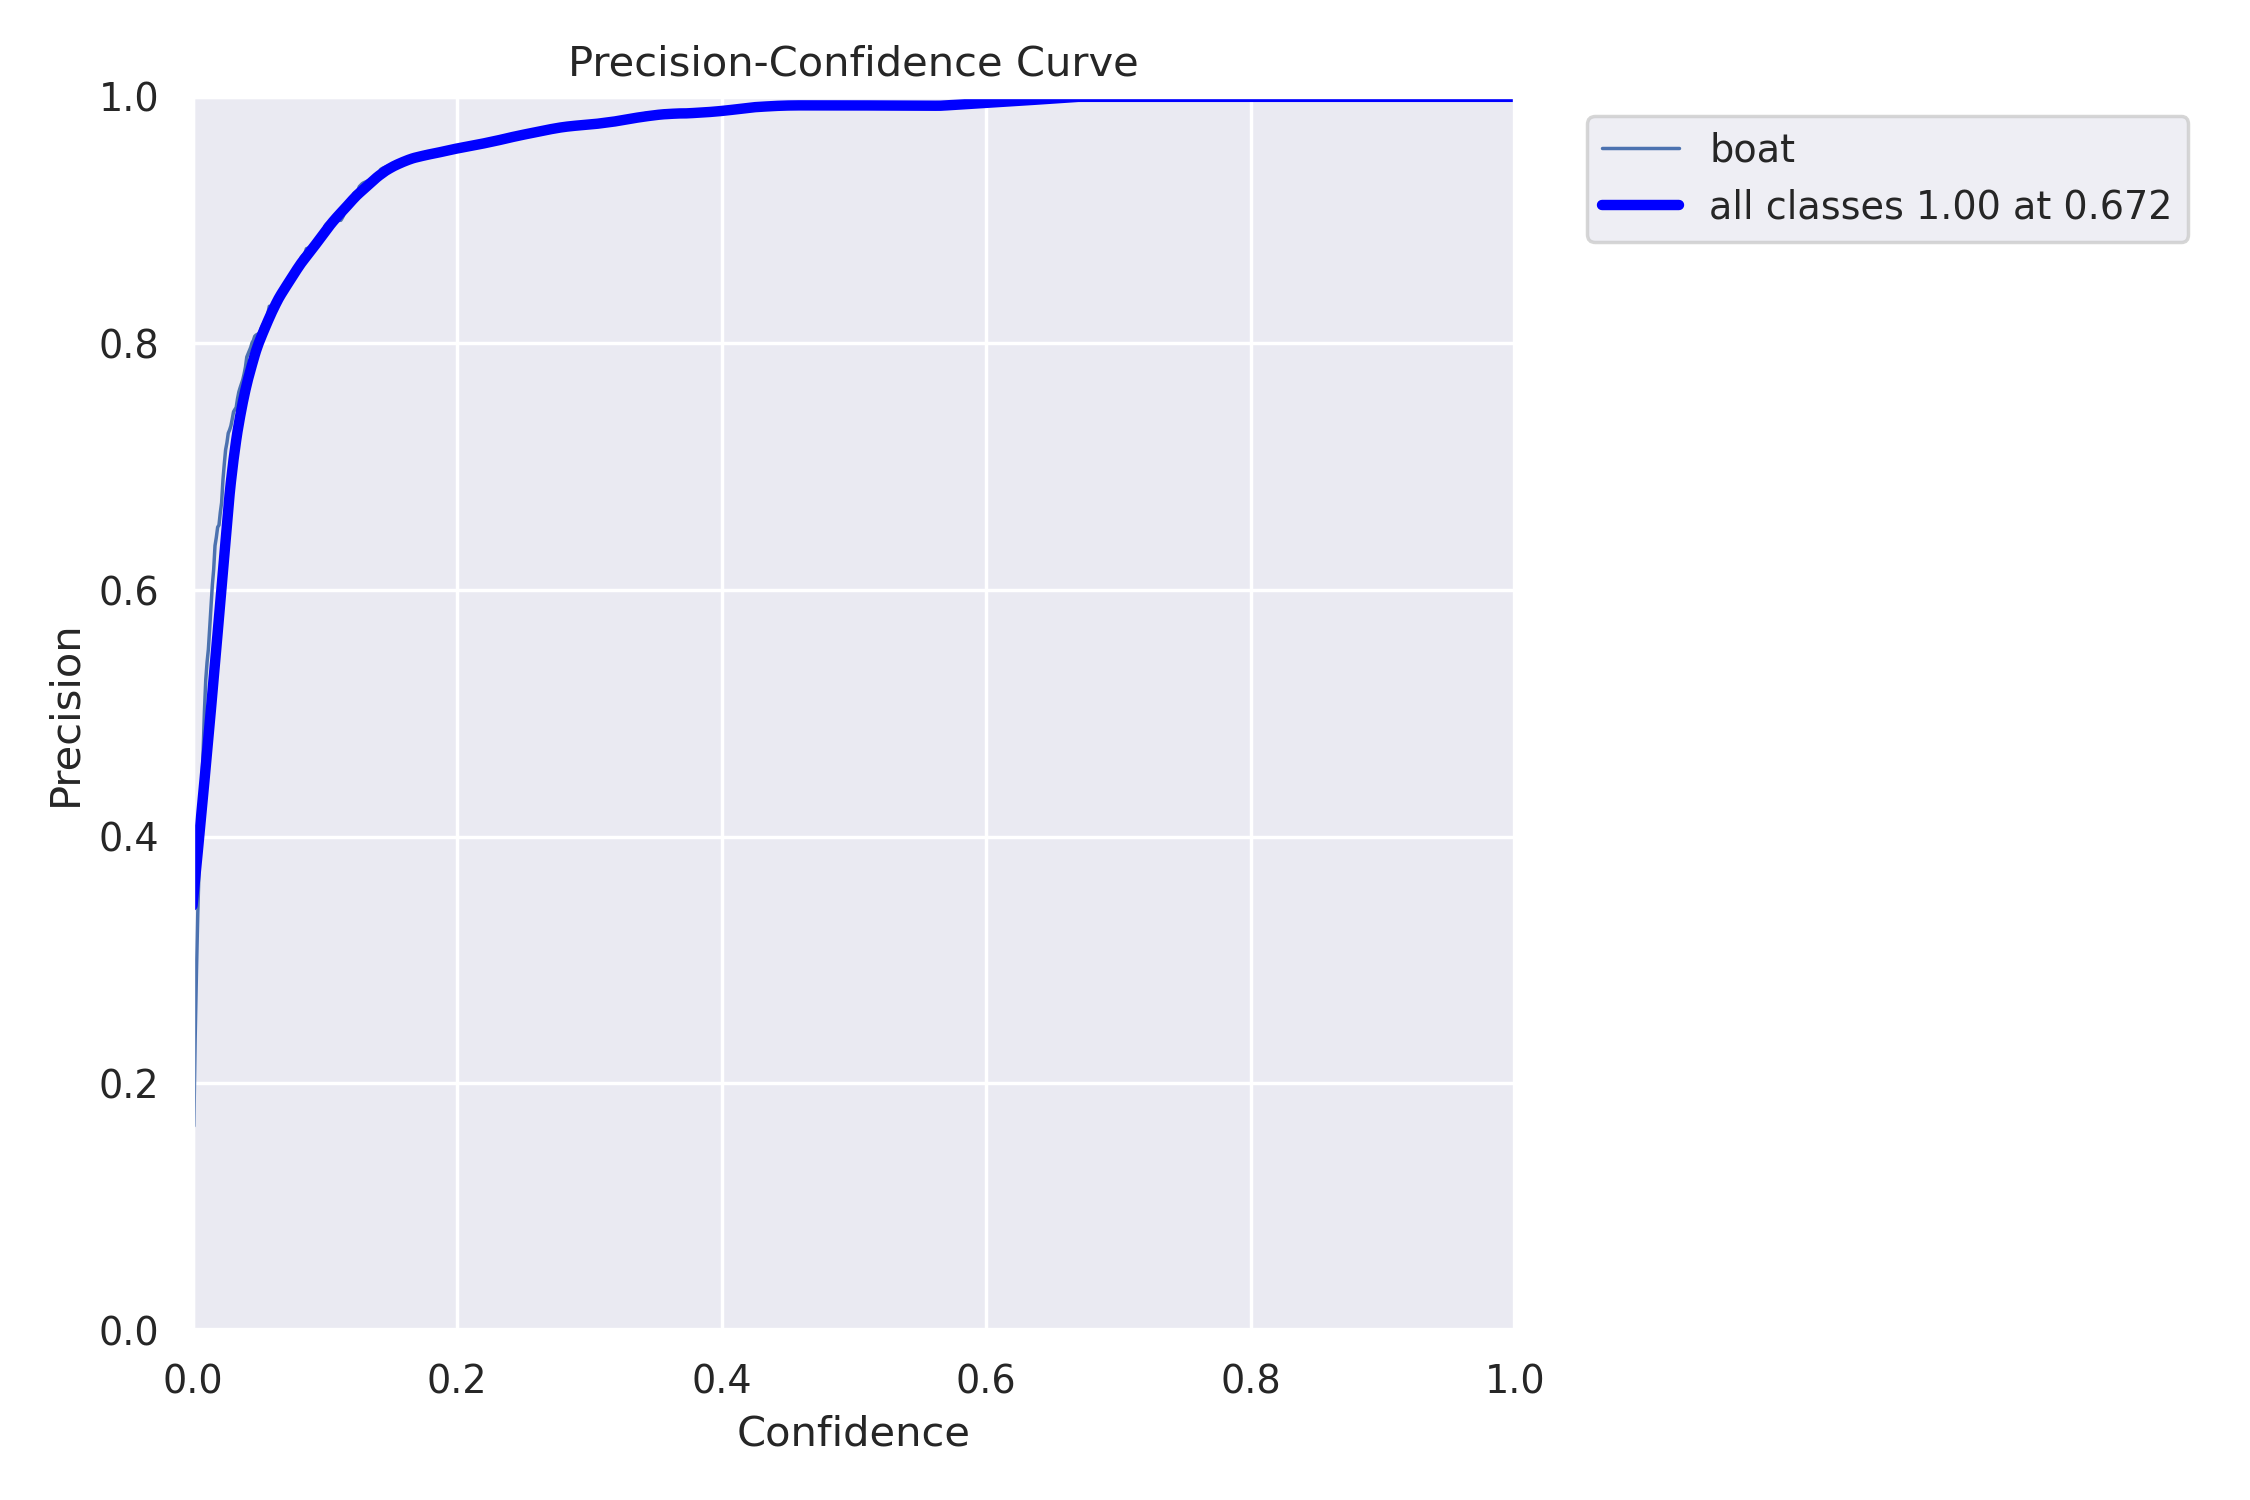 Precision-Confidence Curve
1.0
0.8
0.6
0.4
0.2
0.0
Precision
0.0 0.2 0.4 0.6 0.8 1.0
Confidence
boat
all classes 1.00 at 0.672